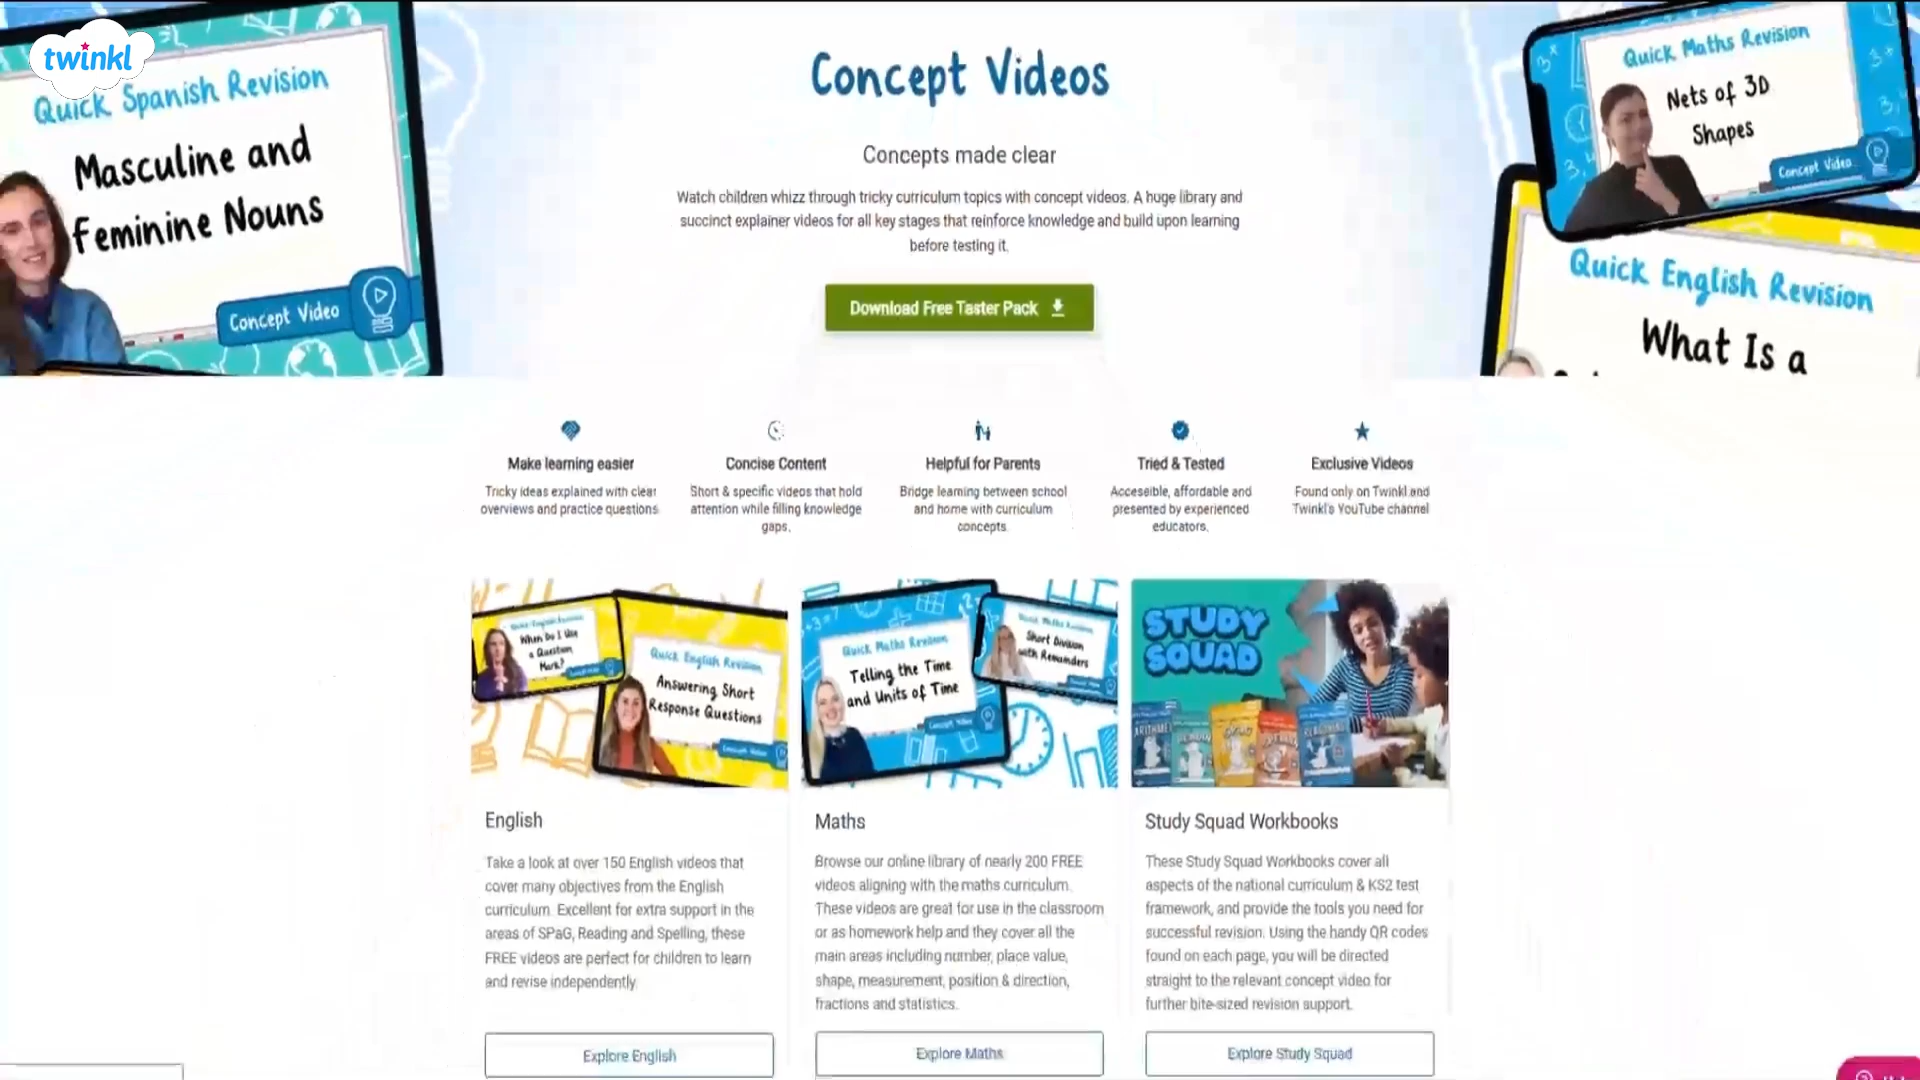 twinkl
Quick Spanish Revision
Masculine and
Feminine Nouns
Concept Video
Concept Videos
Concepts made clear
Watch children whizz through tricky curriculum topics with concept videos. A huge library and
succinct explainer videos for all key stages that reinforce knowledge and build upon learning
before testing it.
Download Free Taster Pack
Quick Maths Revision
Nets of 3D
Shapes
Concept Video
Quick English Revision
What Is a
Make learning easier
Tricky ideas explained with clear
overviews and practice questions.
Concise Content
Short & specific videos that hold
attention while filling knowledge
gaps.
Helpful for Parents
Bridge learning between school
and home with curriculum
concepts.
Tried & Tested
Accessible, affordable and
presented by experienced
educators.
Exclusive Videos
Found only on Twinkl and
Twinkl's YouTube channel
Quick English Revision
When Do I Use
a Question
Mark?
Quick English Revision
Answering Short
Response Questions
Concept Video
Quick Maths Revision
Telling the Time
and Units of Time
Concept Video
Quick Maths Revision
Short Division
with Remainders
STUDY
SQUAD
English
Take a look at over 150 English videos that
cover many objectives from the English
curriculum. Excellent for extra support in the
areas of SPaG, Reading and Spelling, these
FREE videos are perfect for children to learn
and revise independently.
Explore English
Maths
Browse our online library of nearly 200 FREE
videos aligning with the maths curriculum.
These videos are great for use in the classroom
or as homework help and they cover all the
main areas including number, place value,
shape, measurement, position & direction,
fractions and statistics.
Explore Maths
Study Squad Workbooks
These Study Squad Workbooks cover all
aspects of the national curriculum & KS2 test
framework, and provide the tools you need for
successful revision. Using the handy QR codes
found on each page, you will be directed
straight to the relevant concept video for
further bite-sized revision support.
Explore Study Squad